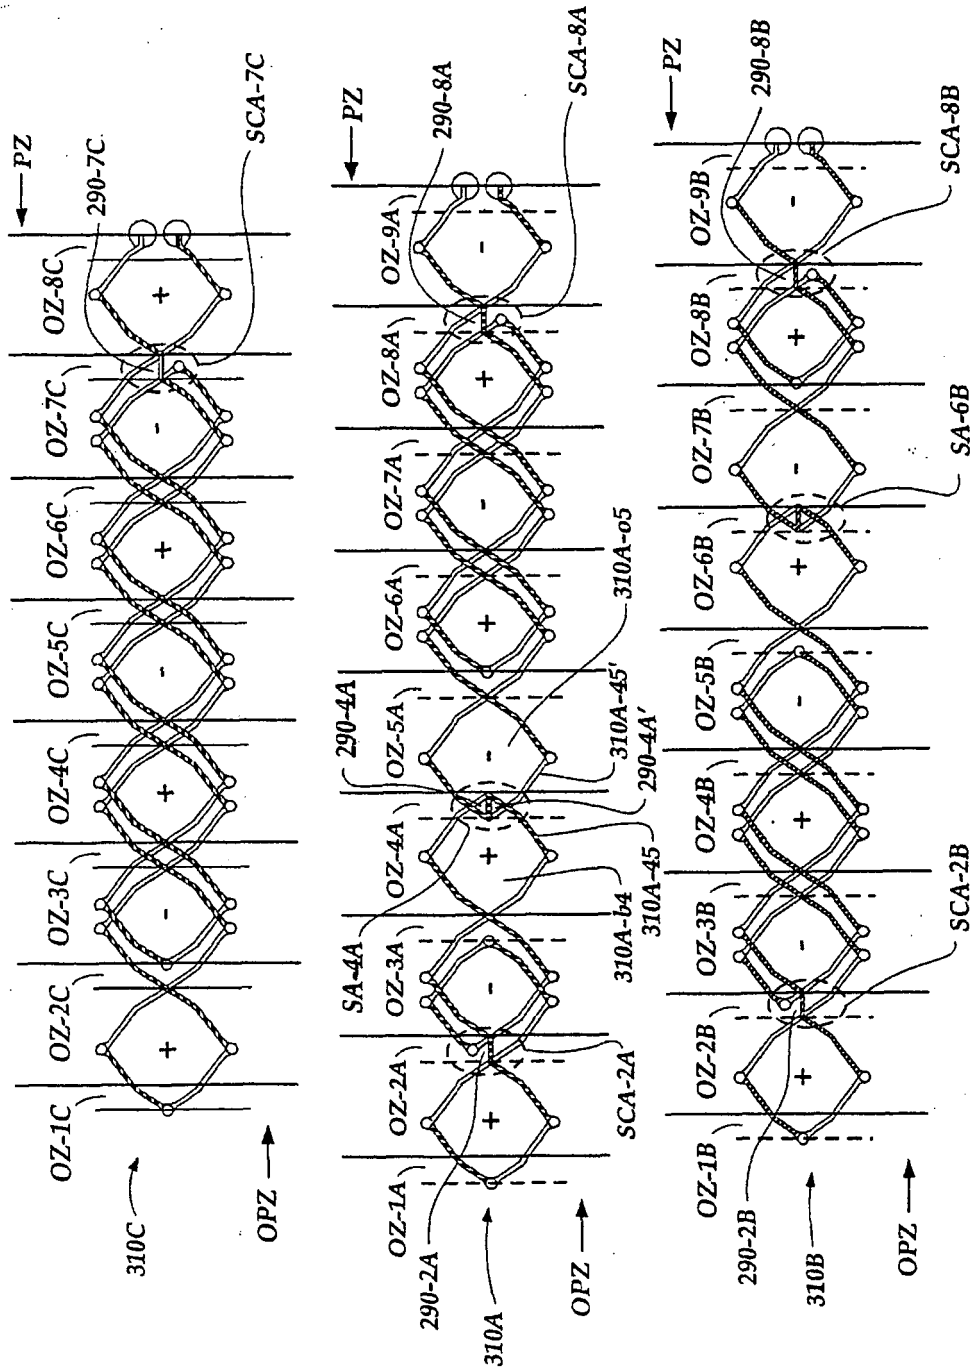 PZ
290-7C
SCA-7C
OZ-1C
OZ-2C
OZ-3C
OZ-4C
OZ-5C
OZ-6C
OZ-7C
OZ-8C
+
-
+
-
+
-
+
310C
OPZ
PZ
290-8A
SCA-8A
OZ-1A
OZ-2A
OZ-3A
OZ-4A
OZ-5A
OZ-6A
OZ-7A
OZ-8A
OZ-9A
+
-
+
-
+
-
+
-
290-4A
SA-4A
310A-o5
310A-45'
290-4A'
310A-45
310A-b4
SCA-2A
290-2A
310A
OPZ
PZ
290-8B
SCA-8B
OZ-1B
OZ-2B
OZ-3B
OZ-4B
OZ-5B
OZ-6B
OZ-7B
OZ-8B
OZ-9B
+
-
+
-
+
-
+
-
SA-6B
SCA-2B
290-2B
310B
OPZ